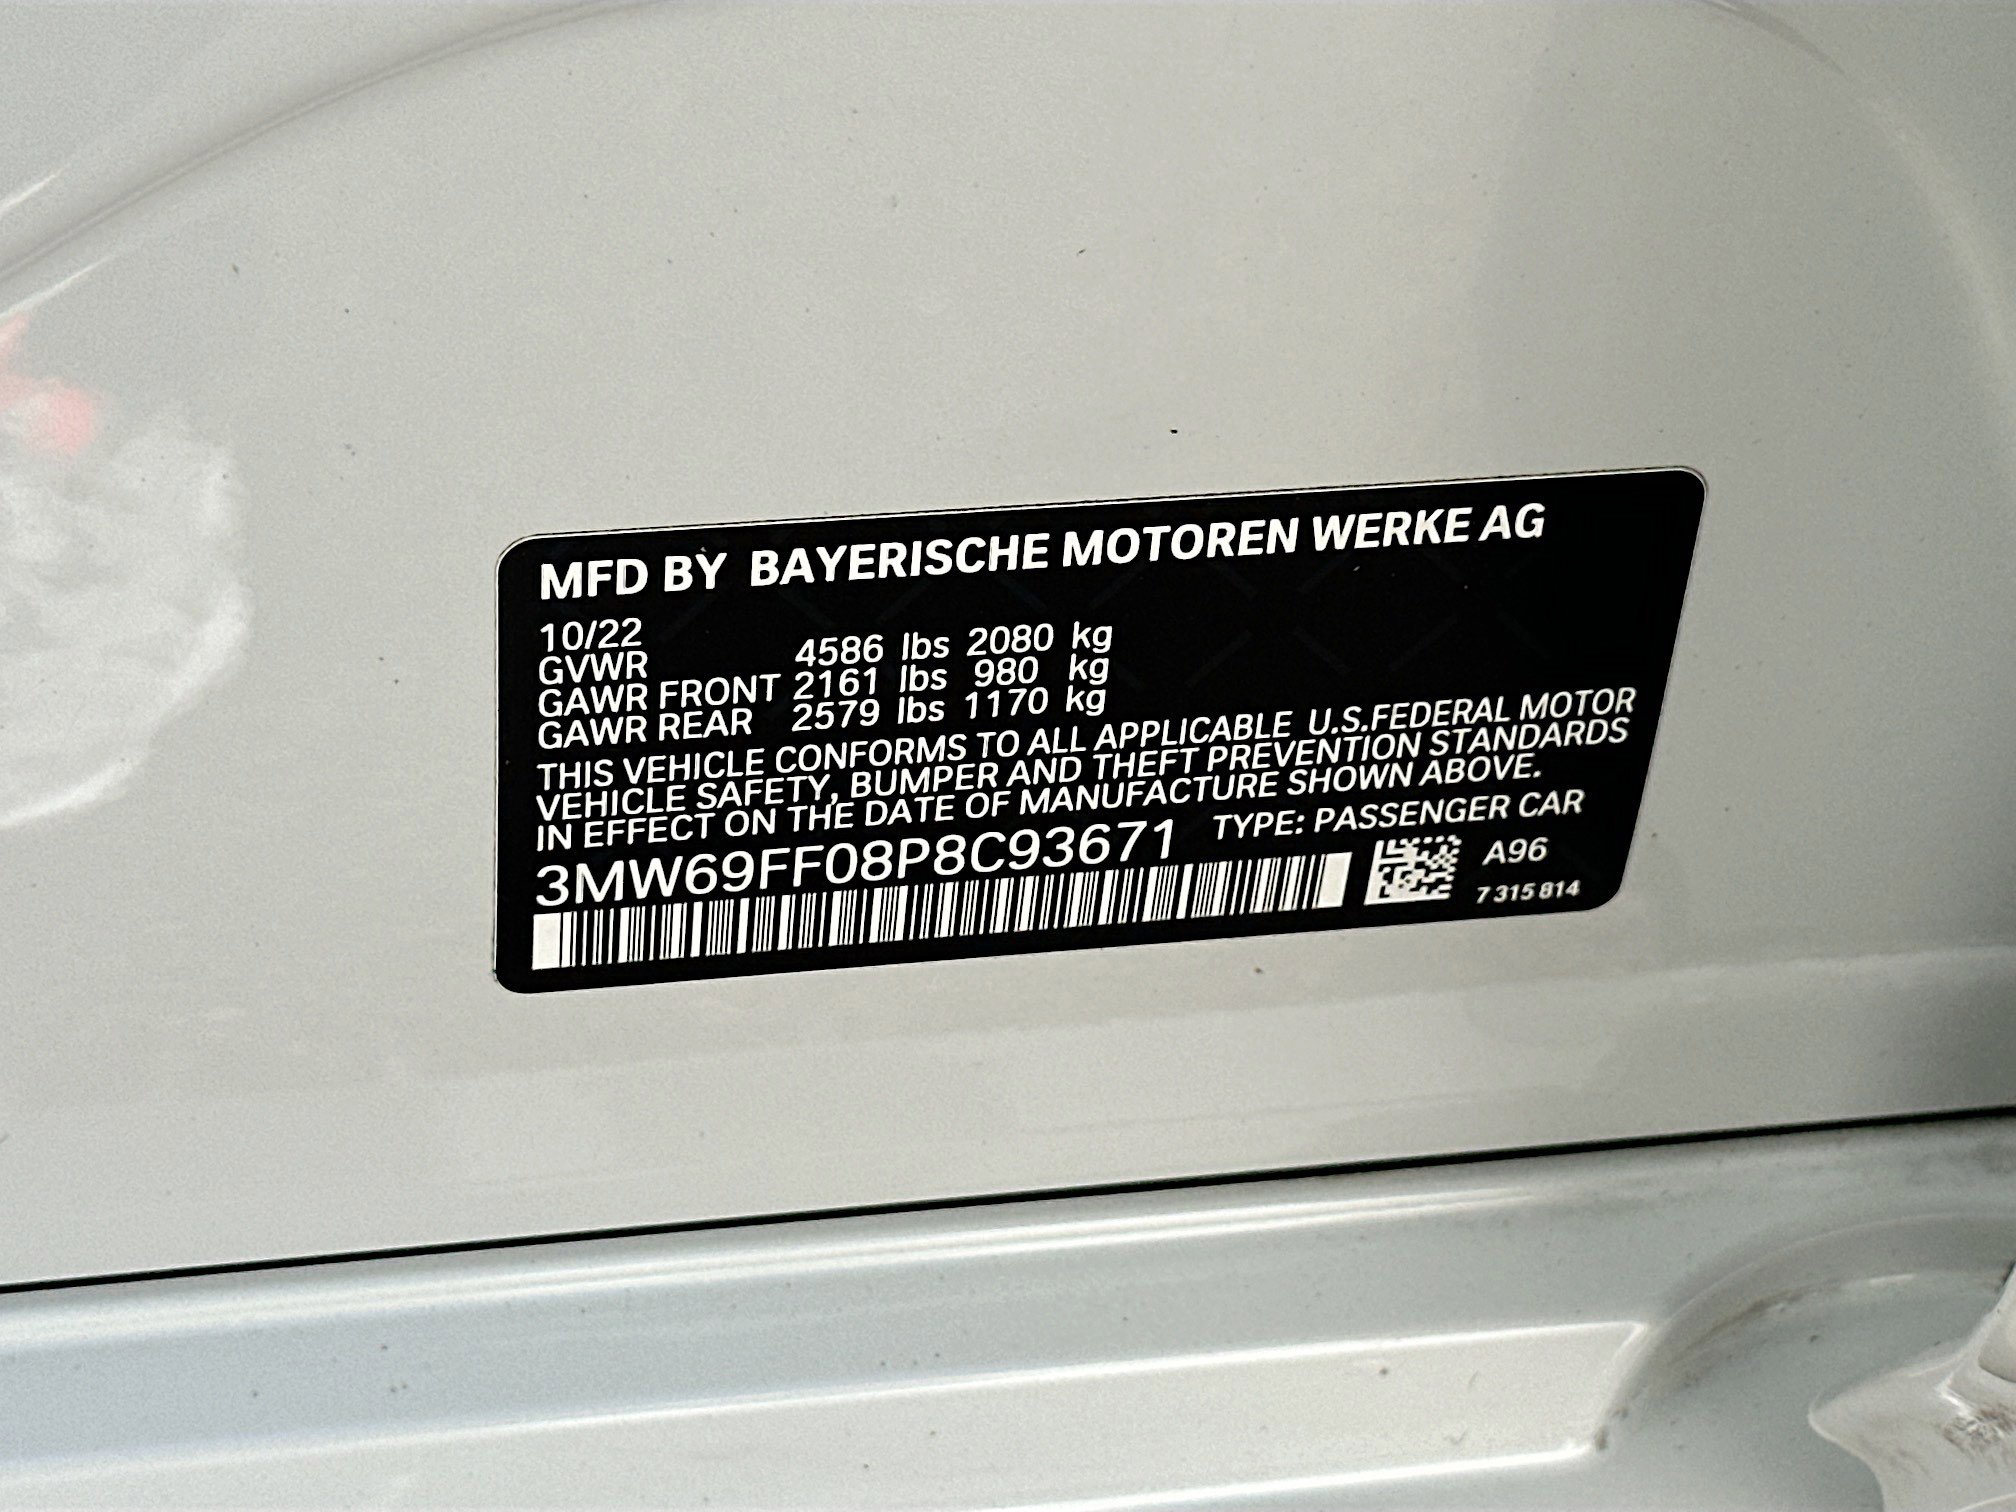 MFD BY BAYERISCHE MOTOREN WERKE AG
10/22
GVWR 4586 lbs 2080 kg
GAWR FRONT 2161 lbs 980 kg
GAWR REAR 2579 lbs 1170 kg
THIS VEHICLE CONFORMS TO ALL APPLICABLE U.S.FEDERAL MOTOR
VEHICLE SAFETY, BUMPER AND THEFT PREVENTION STANDARDS
IN EFFECT ON THE DATE OF MANUFACTURE SHOWN ABOVE.
3MW69FF08P8C93671 TYPE: PASSENGER CAR
A96
7 315 814